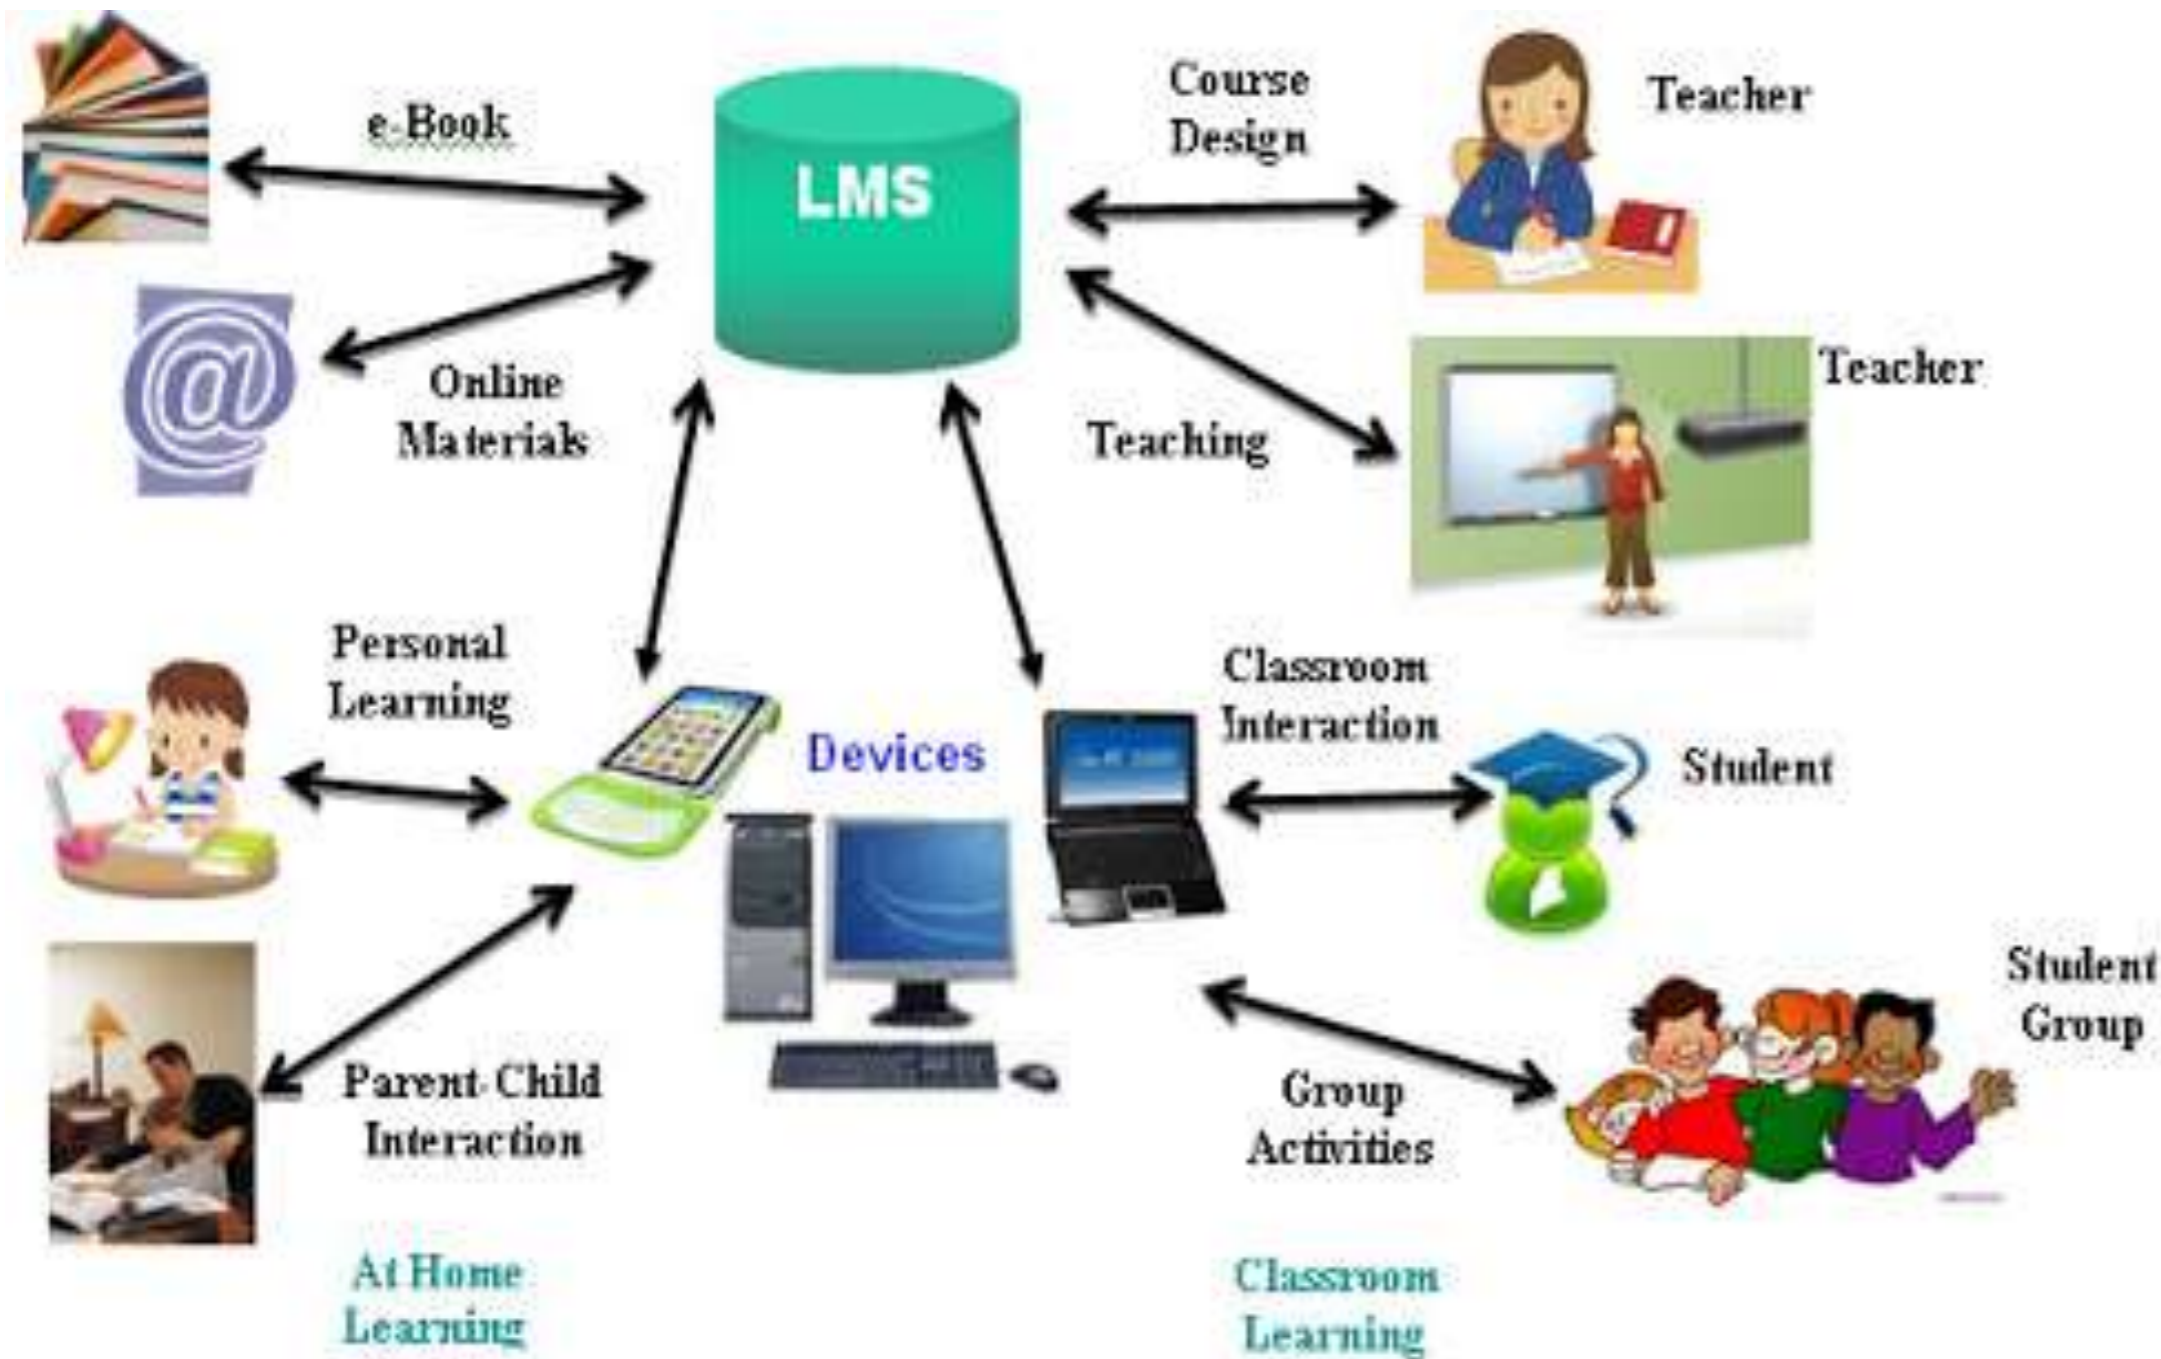 e-Book
LMS
Course
Design
Teacher
Online
Materials
Teaching
Teacher
Personal
Learning
Devices
Classroom
Interaction
Student
Parent-Child
Interaction
Group
Activities
Student
Group
At Home
Learning
Classroom
Learning